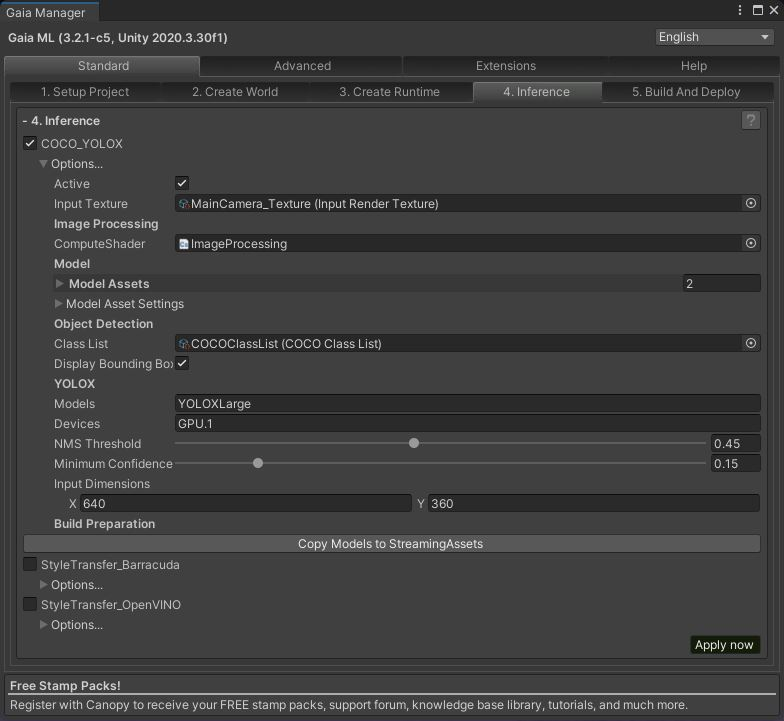 Gaia Manager
Gaia ML (3.2.1-c5, Unity 2020.3.30f1)
English
Standard
Advanced
Extensions
Help
1. Setup Project
2. Create World
3. Create Runtime
4. Inference
5. Build And Deploy
- 4. Inference
?
COCO_YOLOX
Options...
Active
Input Texture MainCamera_Texture (Input Render Texture)
Image Processing
ComputeShader ImageProcessing
Model
Model Assets 2
Model Asset Settings
Object Detection
Class List COCOClassList (COCO Class List)
Display Bounding Box
YOLOX
Models YOLOXLarge
Devices GPU.1
NMS Threshold 0.45
Minimum Confidence 0.15
Input Dimensions
X 640 Y 360
Build Preparation
Copy Models to StreamingAssets
StyleTransfer_Barracuda
Options...
StyleTransfer_OpenVINO
Options...
Apply now
Free Stamp Packs!
Register with Canopy to receive your FREE stamp packs, support forum, knowledge base library, tutorials, and much more.